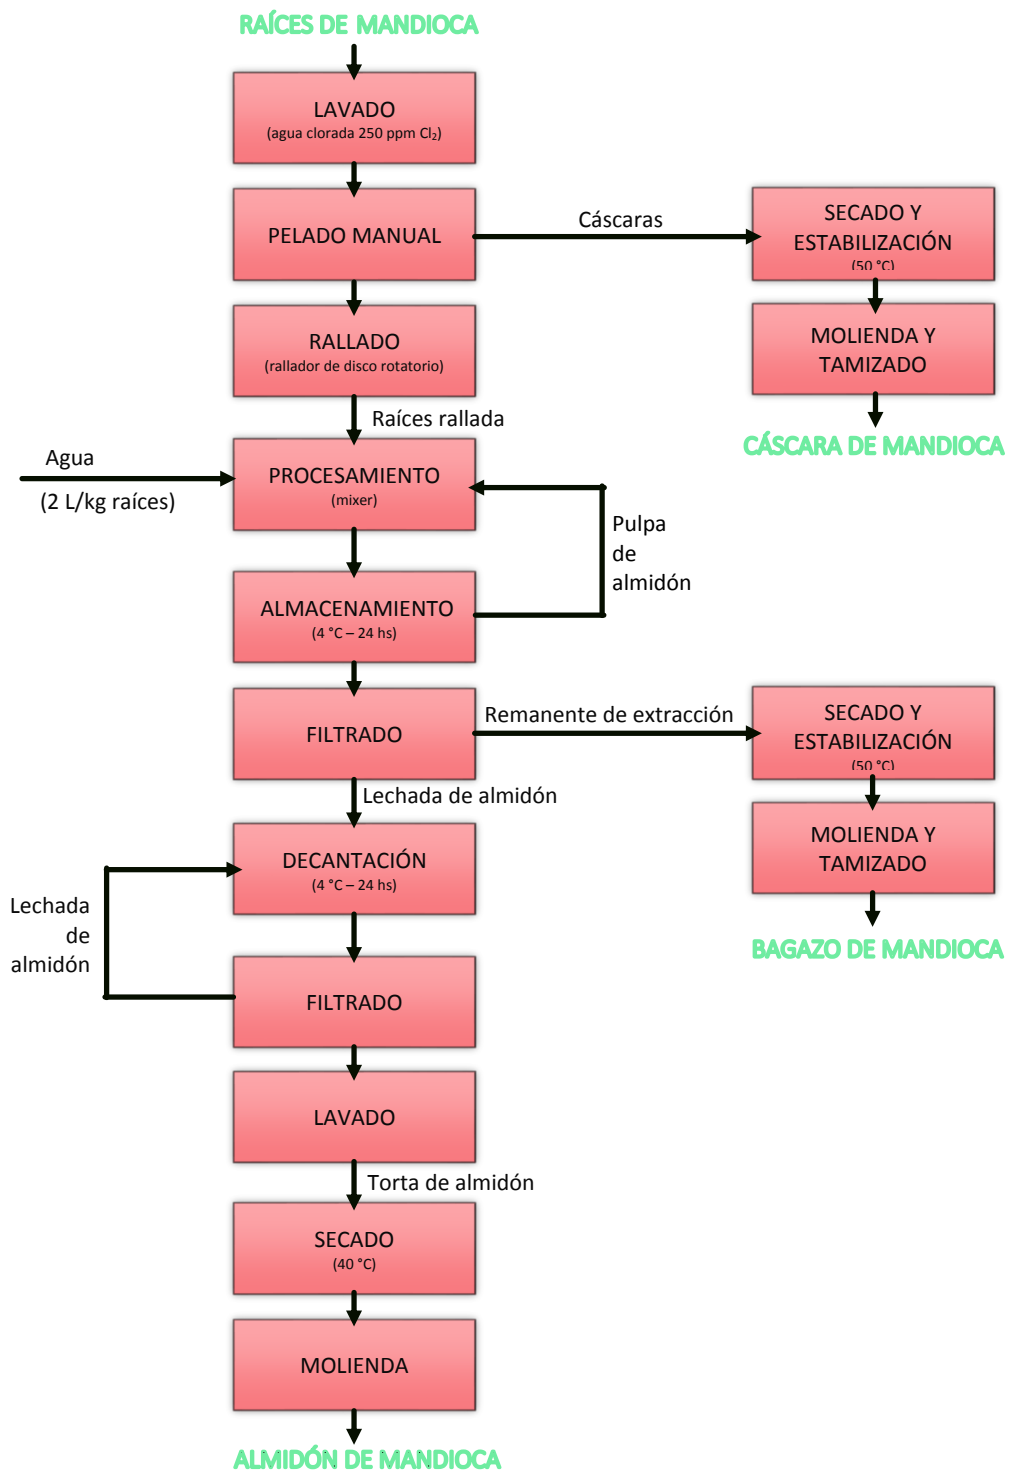 RAÍCES DE MANDIOCA
LAVADO
(agua clorada 250 ppm Cl₂)
PELADO MANUAL
Cáscaras
SECADO Y
ESTABILIZACIÓN
(50 °C)
RALLADO
(rallador de disco rotatorio)
MOLIENDA Y
TAMIZADO
Raíces rallada
CÁSCARA DE MANDIOCA
Agua
(2 L/kg raíces)
PROCESAMIENTO
(mixer)
Pulpa
de
almidón
ALMACENAMIENTO
(4 °C – 24 hs)
FILTRADO
Remanente de extracción
SECADO Y
ESTABILIZACIÓN
(50 °C)
Lechada de almidón
MOLIENDA Y
TAMIZADO
DECANTACIÓN
(4 °C – 24 hs)
BAGAZO DE MANDIOCA
Lechada
de
almidón
FILTRADO
LAVADO
Torta de almidón
SECADO
(40 °C)
MOLIENDA
ALMIDÓN DE MANDIOCA